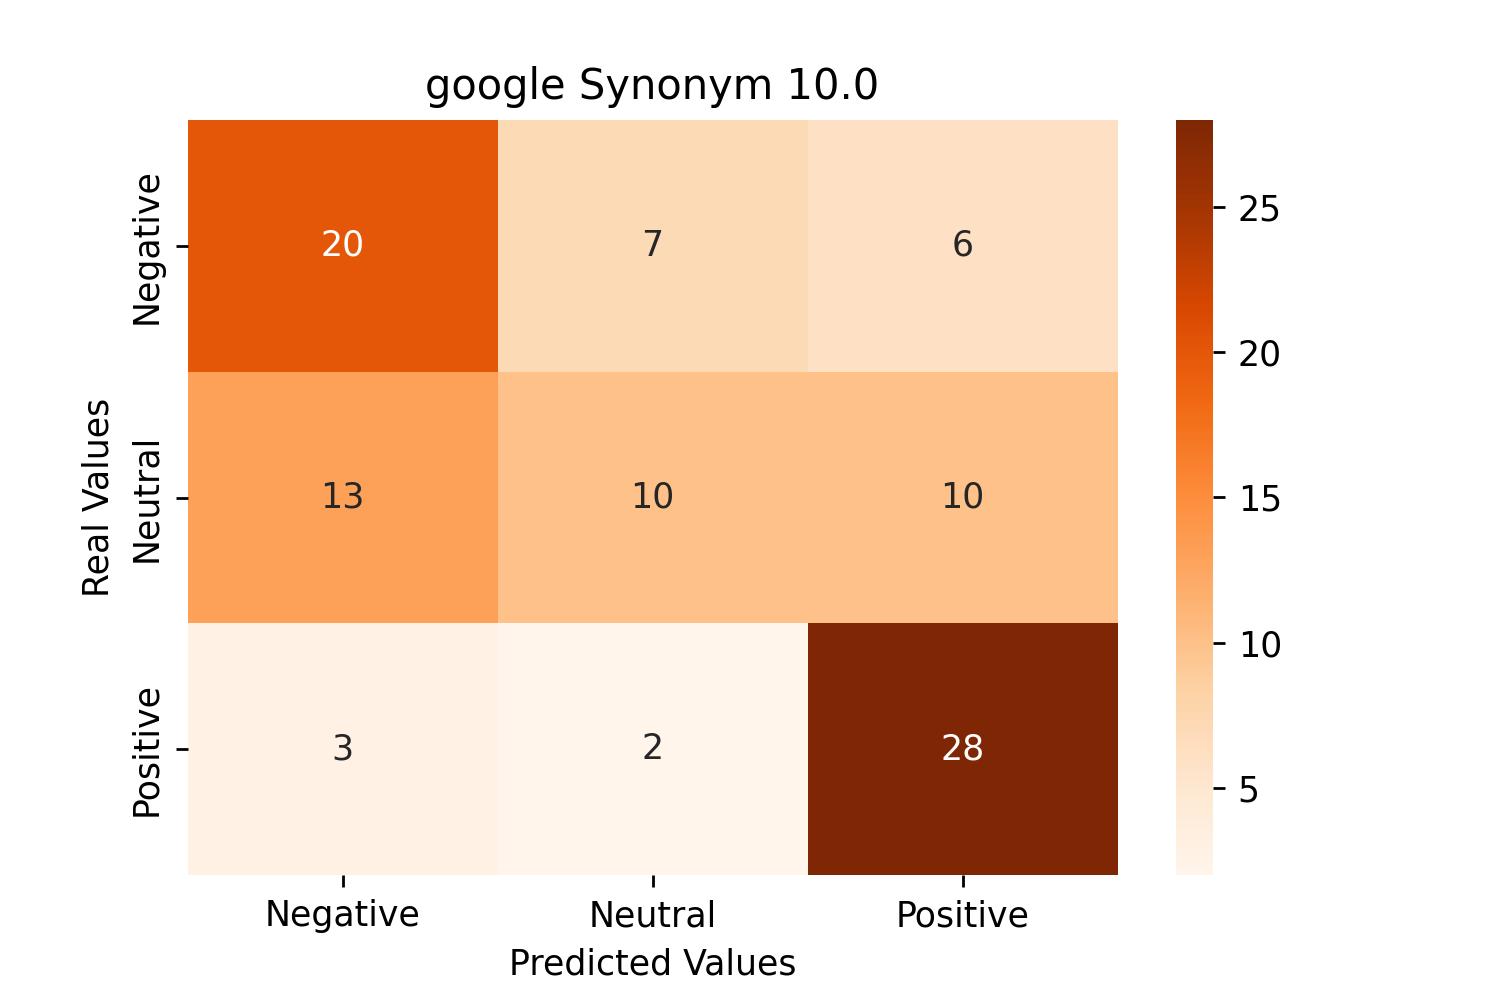 google Synonym 10.0
Real Values
Negative
20 7 6
Neutral
13 10 10
Positive
3 2 28
Negative Neutral Positive
Predicted Values
25
20
15
10
5